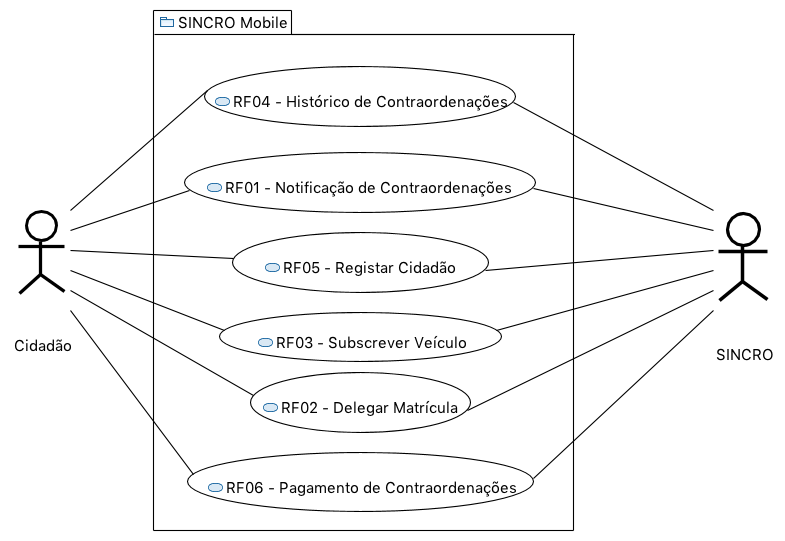 SINCRO Mobile
RF04 - Histórico de Contraordenações
RF01 - Notificação de Contraordenações
RF05 - Registar Cidadão
RF03 - Subscrever Veículo
Cidadão
SINCRO
RF02 - Delegar Matrícula
RF06 - Pagamento de Contraordenações